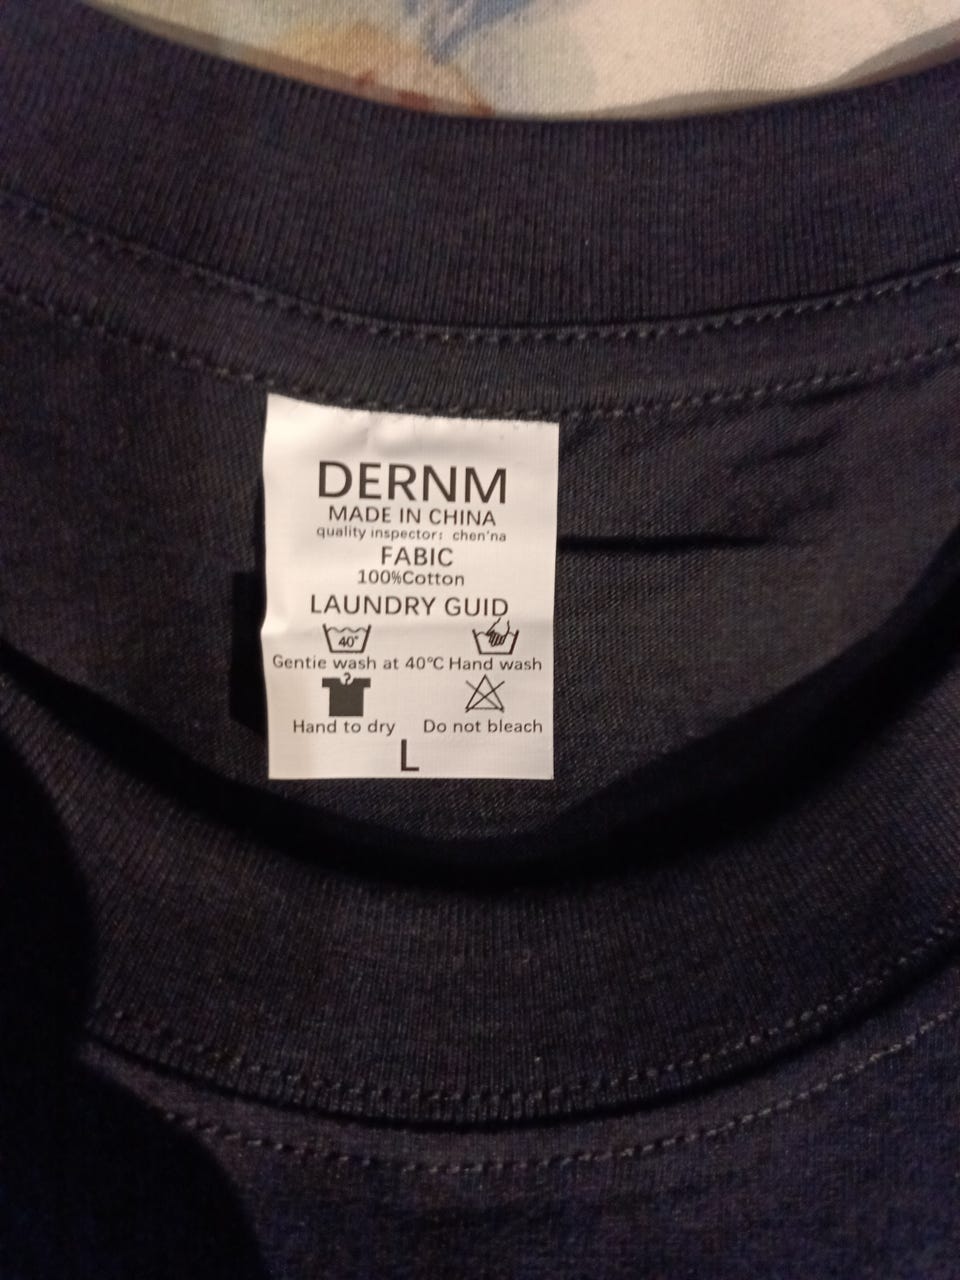 DERNM
MADE IN CHINA
quality inspector: chen'na
FABIC
100%Cotton
LAUNDRY GUID
40°
Gentie wash at 40℃ Hand wash
Hand to dry Do not bleach
L